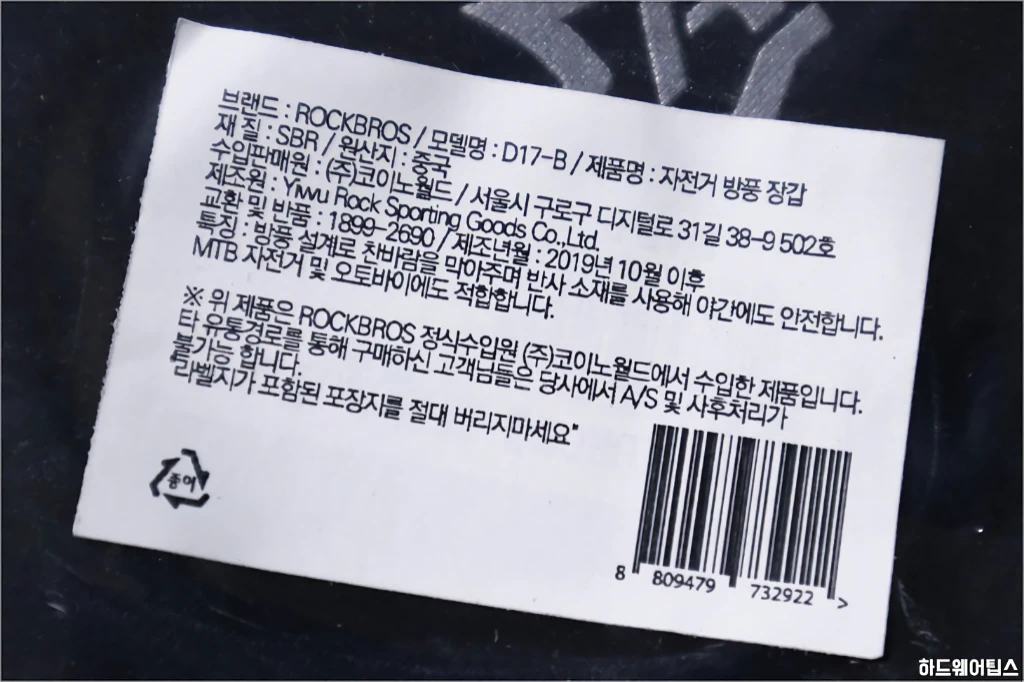 브랜드 : ROCKBROS / 모델명 : D17-B / 제품명 : 자전거 방풍 장갑
재 질 : SBR / 원산지 : 중국
수입판매원 : (주)코이노월드 / 서울시 구로구 디지털로 31길 38-9 502호
제조원 : Yiwu Rock Sporting Goods Co.,Ltd.
교환 및 반품 : 1899-2690 / 제조년월 : 2019년 10월 이후
특징 : 방풍 설계로 찬바람을 막아주며 반사 소재를 사용해 야간에도 안전합니다.
MTB 자전거 및 오토바이에도 적합합니다.
※ 위 제품은 ROCKBROS 정식수입원 (주)코이노월드에서 수입한 제품입니다.
타 유통경로를 통해 구매하신 고객님들은 당사에서 A/S 및 사후처리가
불가능 합니다.
"라벨지가 포함된 포장지를 절대 버리지마세요"
종이
8 809479 732922 >
하드웨어팁스